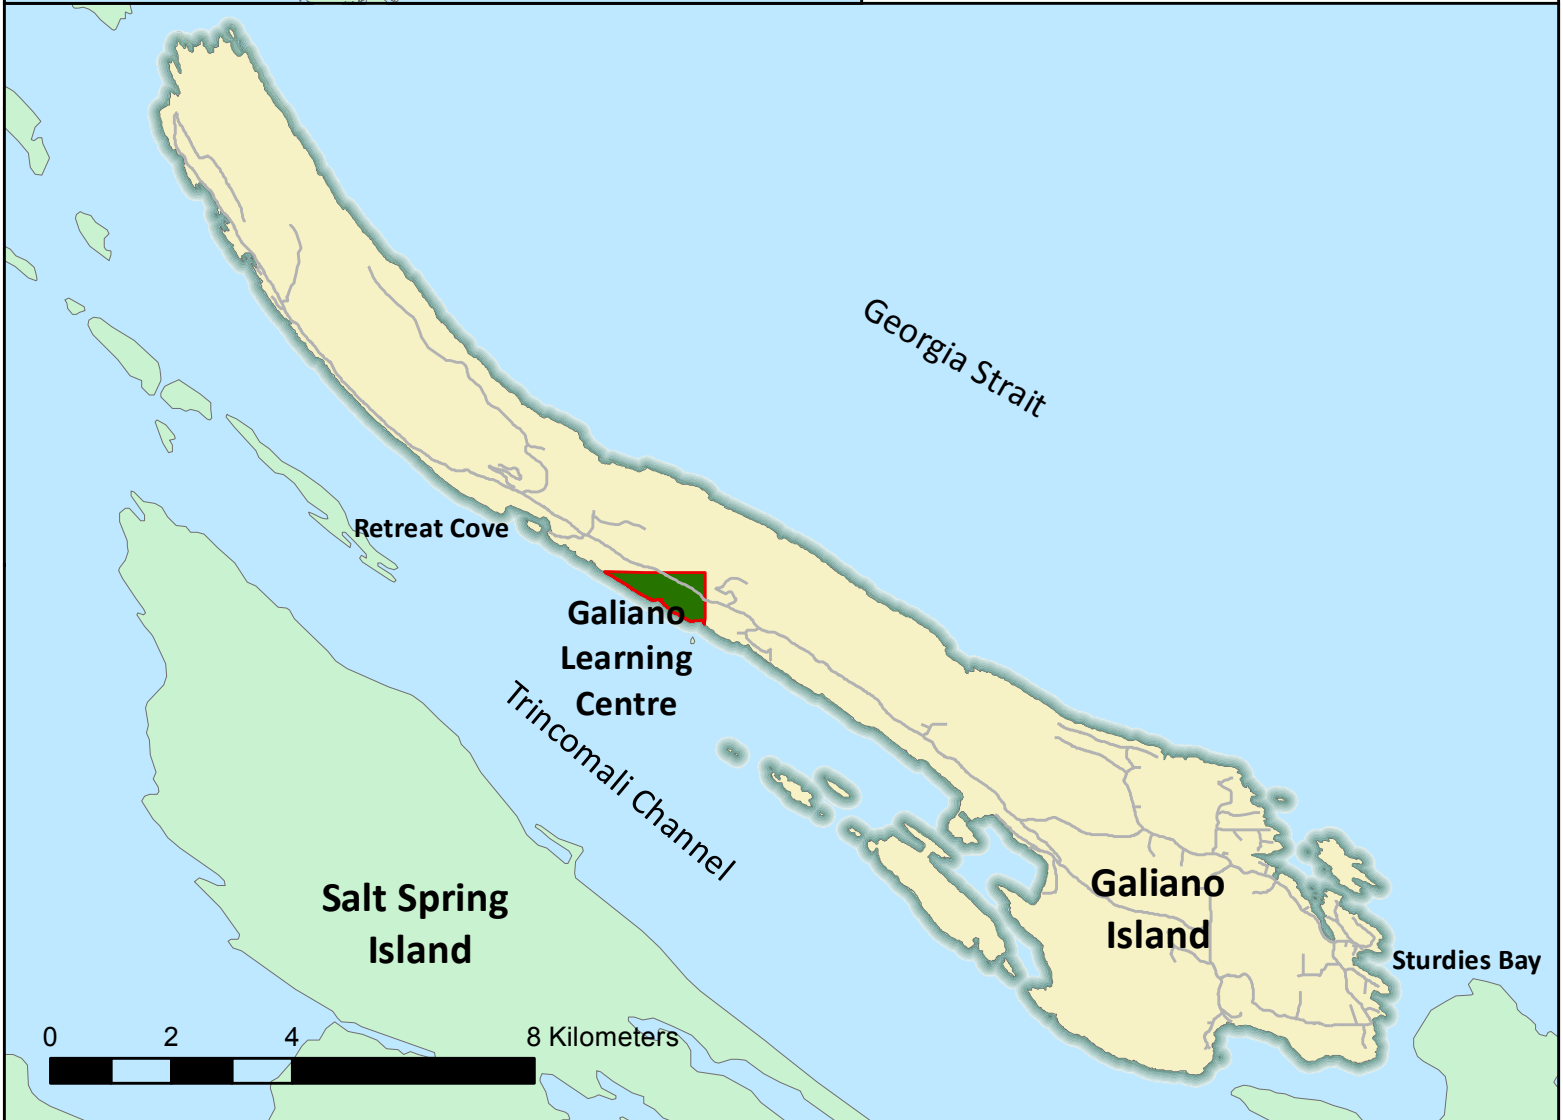 Georgia Strait
Retreat Cove
Galiano
Learning
Centre
Trincomali Channel
Salt Spring
Island
Galiano
Island
Sturdies Bay
0 2 4 8 Kilometers